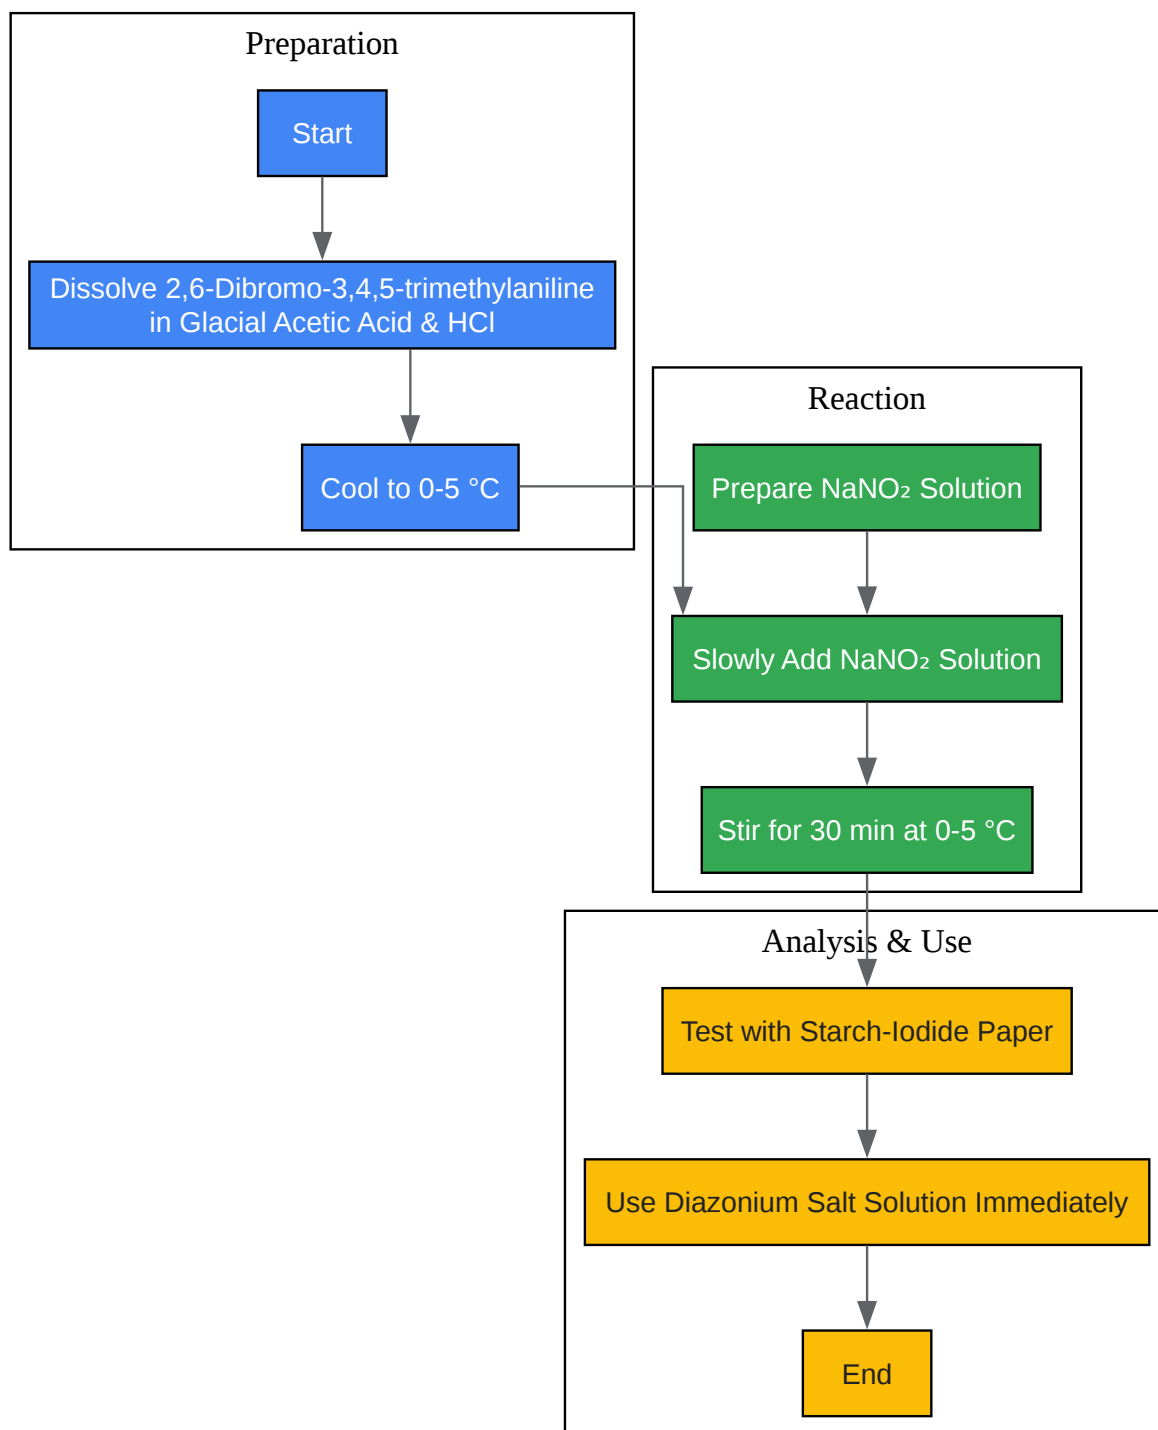 Preparation
Start
Dissolve 2,6-Dibromo-3,4,5-trimethylaniline
in Glacial Acetic Acid & HCl
Cool to 0-5 °C
Reaction
Prepare NaNO₂ Solution
Slowly Add NaNO₂ Solution
Stir for 30 min at 0-5 °C
Analysis & Use
Test with Starch-Iodide Paper
Use Diazonium Salt Solution Immediately
End